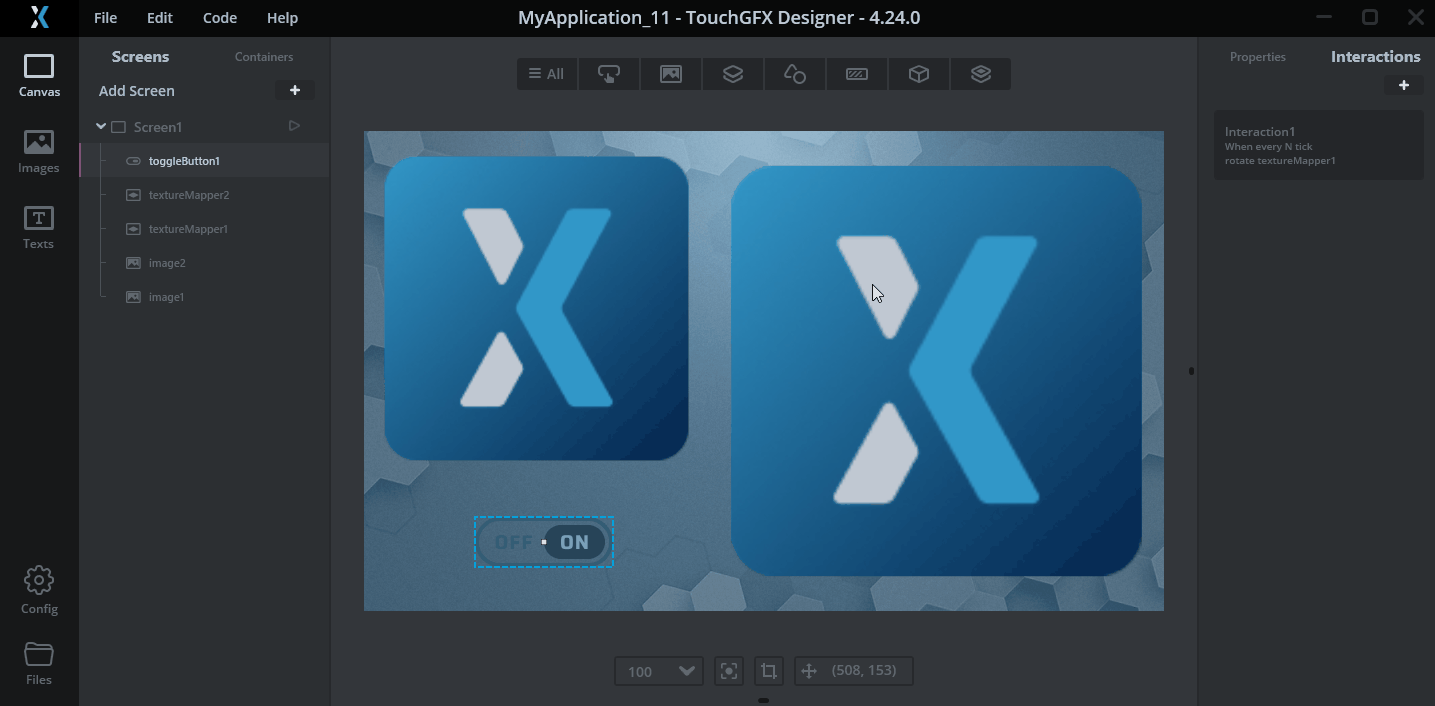 File Edit Code Help
MyApplication_11 - TouchGFX Designer - 4.24.0
Canvas
Images
Texts
Config
Files
Screens Containers
Add Screen
Screen1
toggleButton1
textureMapper2
textureMapper1
image2
image1
All
OFF ON
100
(508, 153)
Properties Interactions
Interaction1
When every N tick
rotate textureMapper1